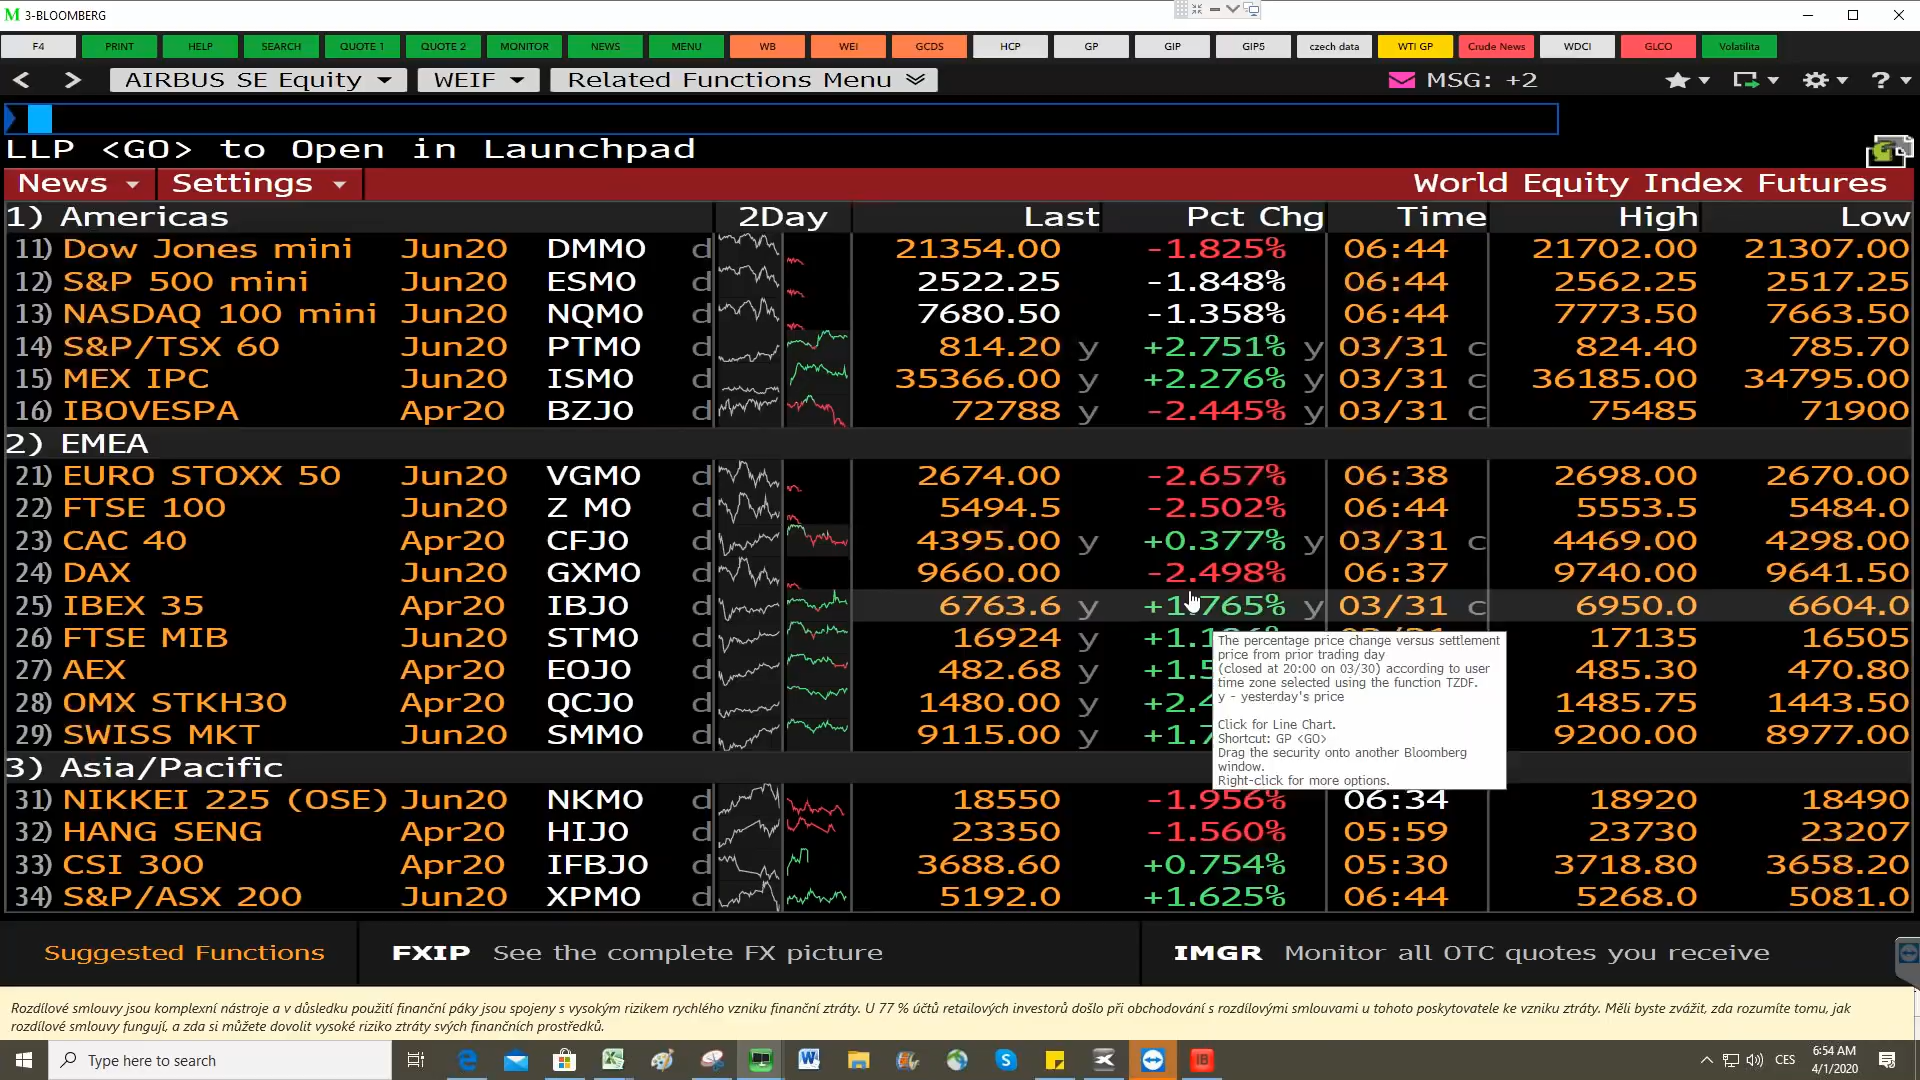 3-BLOOMBERG
F4 PRINT HELP SEARCH QUOTE 1 QUOTE 2 MONITOR NEWS MENU WB WEI GCDS HCP GP GIP GIP5 czech data WTI GP Crude News WDCI GLCO Volatilita
AIRBUS SE Equity WEIF Related Functions Menu MSG: +2
LLP <GO> to Open in Launchpad
News Settings World Equity Index Futures
1) Americas 2Day Last Pct Chg Time High Low
11) Dow Jones mini Jun20 DMM0 d 21354.00 -1.825% 06:44 21702.00 21307.00
12) S&P 500 mini Jun20 ESM0 d 2522.25 -1.848% 06:44 2562.25 2517.25
13) NASDAQ 100 mini Jun20 NQM0 d 7680.50 -1.358% 06:44 7773.50 7663.50
14) S&P/TSX 60 Jun20 PTM0 d 814.20 y +2.751% y 03/31 c 824.40 785.70
15) MEX IPC Jun20 ISM0 d 35366.00 y +2.276% y 03/31 c 36185.00 34795.00
16) IBOVESPA Apr20 BZJ0 d 72788 y -2.445% y 03/31 c 75485 71900
2) EMEA
21) EURO STOXX 50 Jun20 VGM0 d 2674.00 -2.657% 06:38 2698.00 2670.00
22) FTSE 100 Jun20 Z M0 d 5494.5 -2.502% 06:44 5553.5 5484.0
23) CAC 40 Apr20 CFJ0 d 4395.00 y +0.377% y 03/31 c 4469.00 4298.00
24) DAX Jun20 GXM0 d 9660.00 -2.498% 06:37 9740.00 9641.50
25) IBEX 35 Apr20 IBJ0 d 6763.6 y +1.765% y 03/31 c 6950.0 6604.0
26) FTSE MIB Jun20 STM0 d 16924 y 17135 16505
27) AEX Apr20 EOJ0 d 482.68 y 485.30 470.80
28) OMX STKH30 Apr20 QCJ0 d 1480.00 y 1485.75 1443.50
29) SWISS MKT Jun20 SMM0 d 9115.00 y 9200.00 8977.00
The percentage price change versus settlement
price from prior trading day
(closed at 20:00 on 03/30) according to user
time zone selected using the function TZDF.
y - yesterday's price
Click for Line Chart.
Shortcut: GP <GO>
Drag the security onto another Bloomberg
window.
Right-click for more options.
3) Asia/Pacific
31) NIKKEI 225 (OSE) Jun20 NKM0 d 18550 -1.956% 06:34 18920 18490
32) HANG SENG Apr20 HIJ0 d 23350 -1.560% 05:59 23730 23207
33) CSI 300 Apr20 IFBJ0 d 3688.60 +0.754% 05:30 3718.80 3658.20
34) S&P/ASX 200 Jun20 XPM0 d 5192.0 +1.625% 06:44 5268.0 5081.0
Suggested Functions FXIP See the complete FX picture IMGR Monitor all OTC quotes you receive
Rozdílové smlouvy jsou komplexní nástroje a v důsledku použití finanční páky jsou spojeny s vysokým rizikem rychlého vzniku finanční ztráty. U 77 % účtů retailových investorů došlo při obchodování s rozdílovými smlouvami u tohoto poskytovatele ke vzniku ztráty. Měli byste zvážit, zda rozumíte tomu, jak
rozdílové smlouvy fungují, a zda si můžete dovolit vysoké riziko ztráty svých finančních prostředků.
Type here to search CES 6:54 AM
4/1/2020